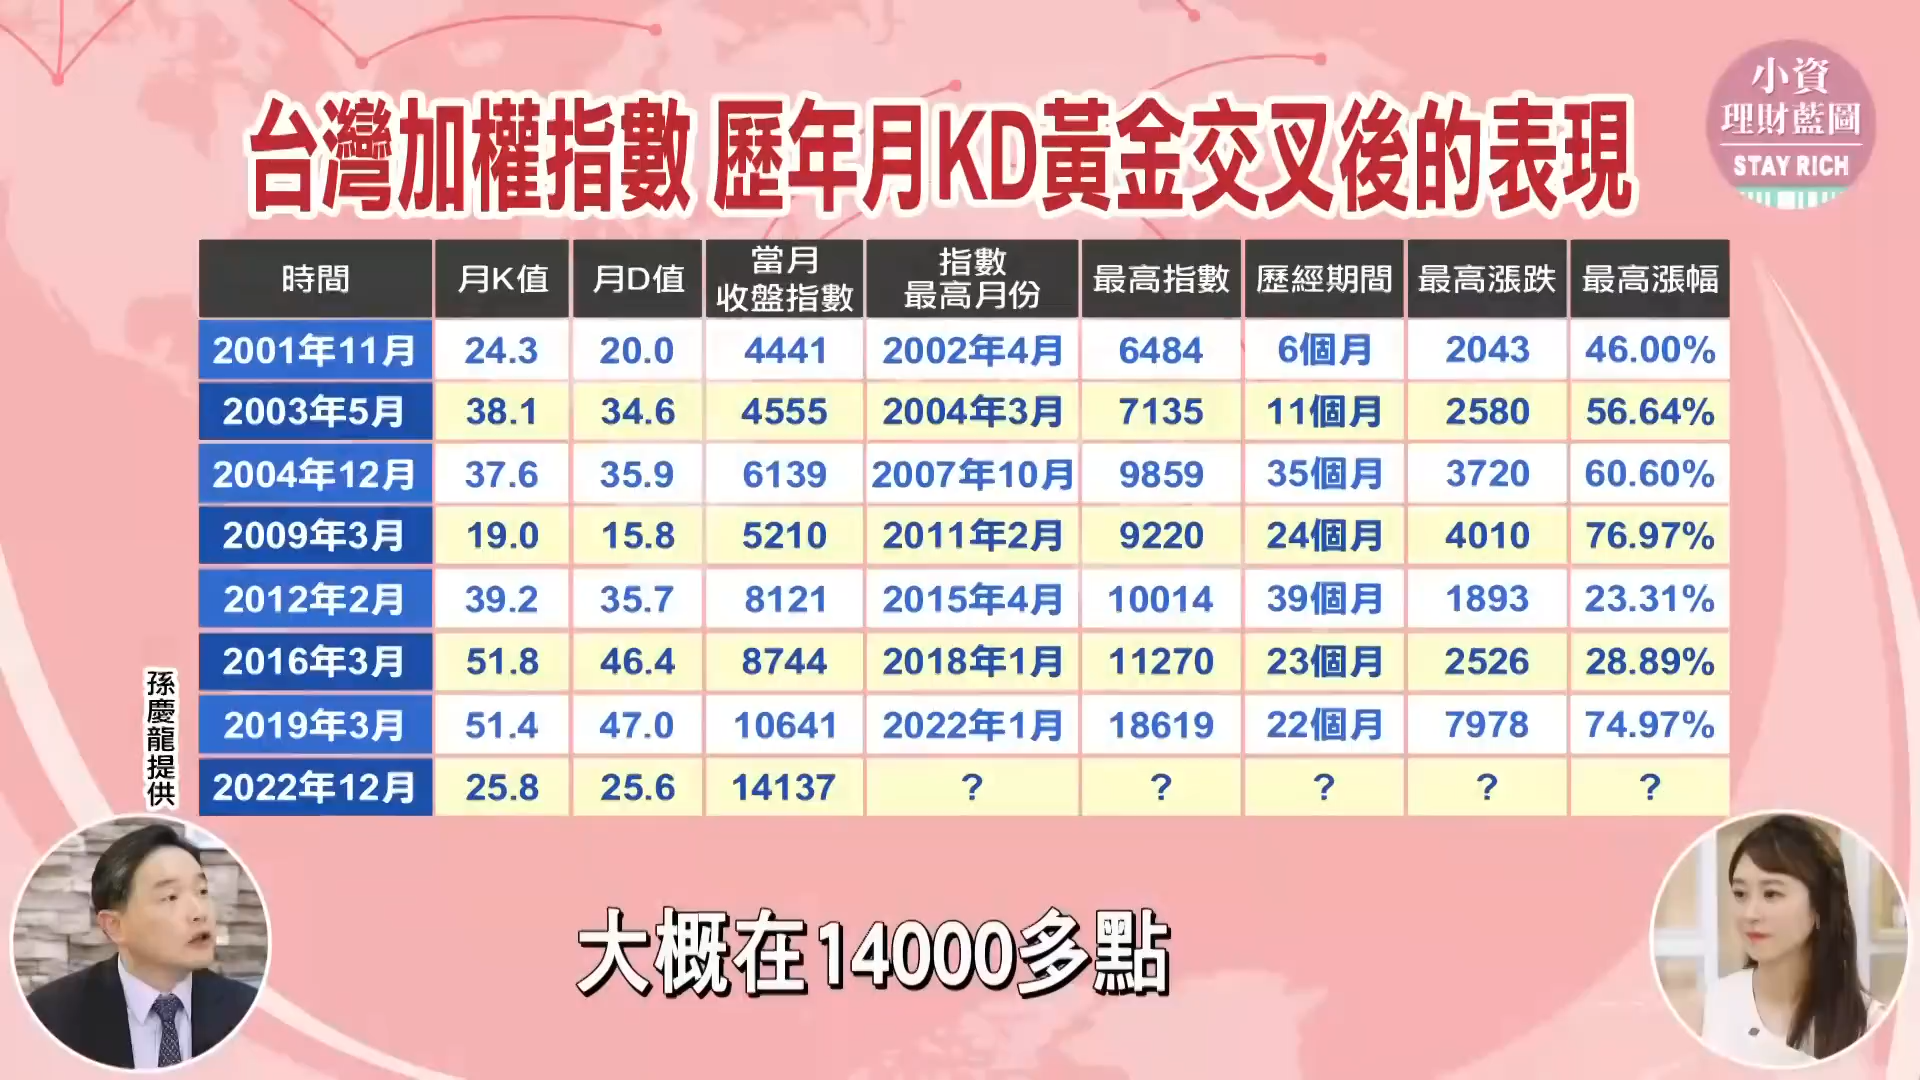 台灣加權指數 歷年月KD黃金交叉後的表現
小資
理財藍圖
STAY RICH
時間 月K值 月D值 當月收盤指數 指數最高月份 最高指數 歷經期間 最高漲跌 最高漲幅
2001年11月 24.3 20.0 4441 2002年4月 6484 6個月 2043 46.00%
2003年5月 38.1 34.6 4555 2004年3月 7135 11個月 2580 56.64%
2004年12月 37.6 35.9 6139 2007年10月 9859 35個月 3720 60.60%
2009年3月 19.0 15.8 5210 2011年2月 9220 24個月 4010 76.97%
2012年2月 39.2 35.7 8121 2015年4月 10014 39個月 1893 23.31%
2016年3月 51.8 46.4 8744 2018年1月 11270 23個月 2526 28.89%
2019年3月 51.4 47.0 10641 2022年1月 18619 22個月 7978 74.97%
2022年12月 25.8 25.6 14137 ? ? ? ? ?
孫慶龍提供
大概在14000多點